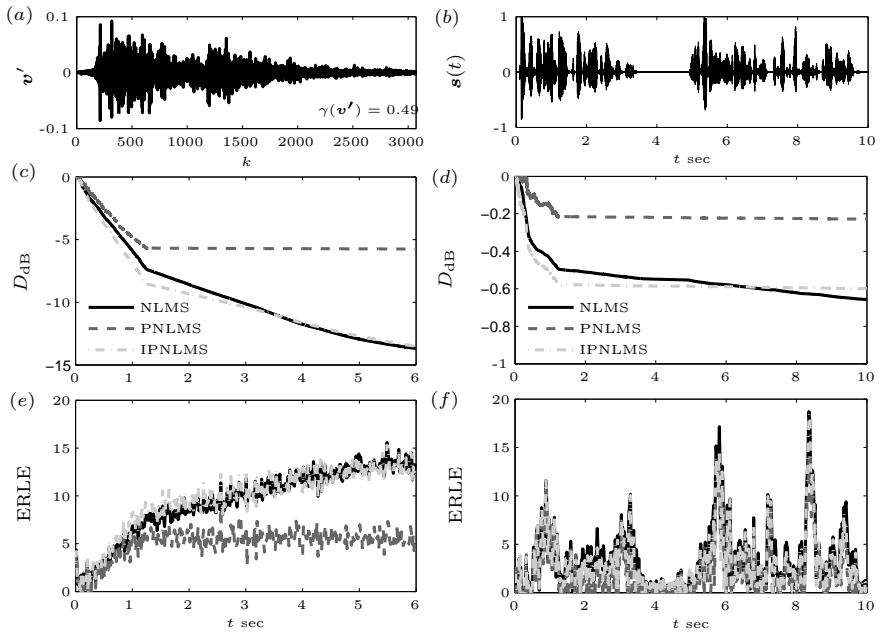 (a)
0.1
0
-0.1
v′
γ(v′) = 0.49
0 500 1000 1500 2000 2500 3000
k
(b)
1
0
-1
s(t)
0 2 4 6 8 10
t sec
(c)
0
−5
−10
−15
D_dB
NLMS
PNLMS
IPNLMS
0 1 2 3 4 5 6
(d)
0
−0.2
−0.4
−0.6
−0.8
-1
D_dB
NLMS
PNLMS
IPNLMS
0 2 4 6 8 10
(e)
20
15
10
5
0
ERLE
0 1 2 3 4 5 6
t sec
(f)
20
15
10
5
0
ERLE
0 2 4 6 8 10
t sec